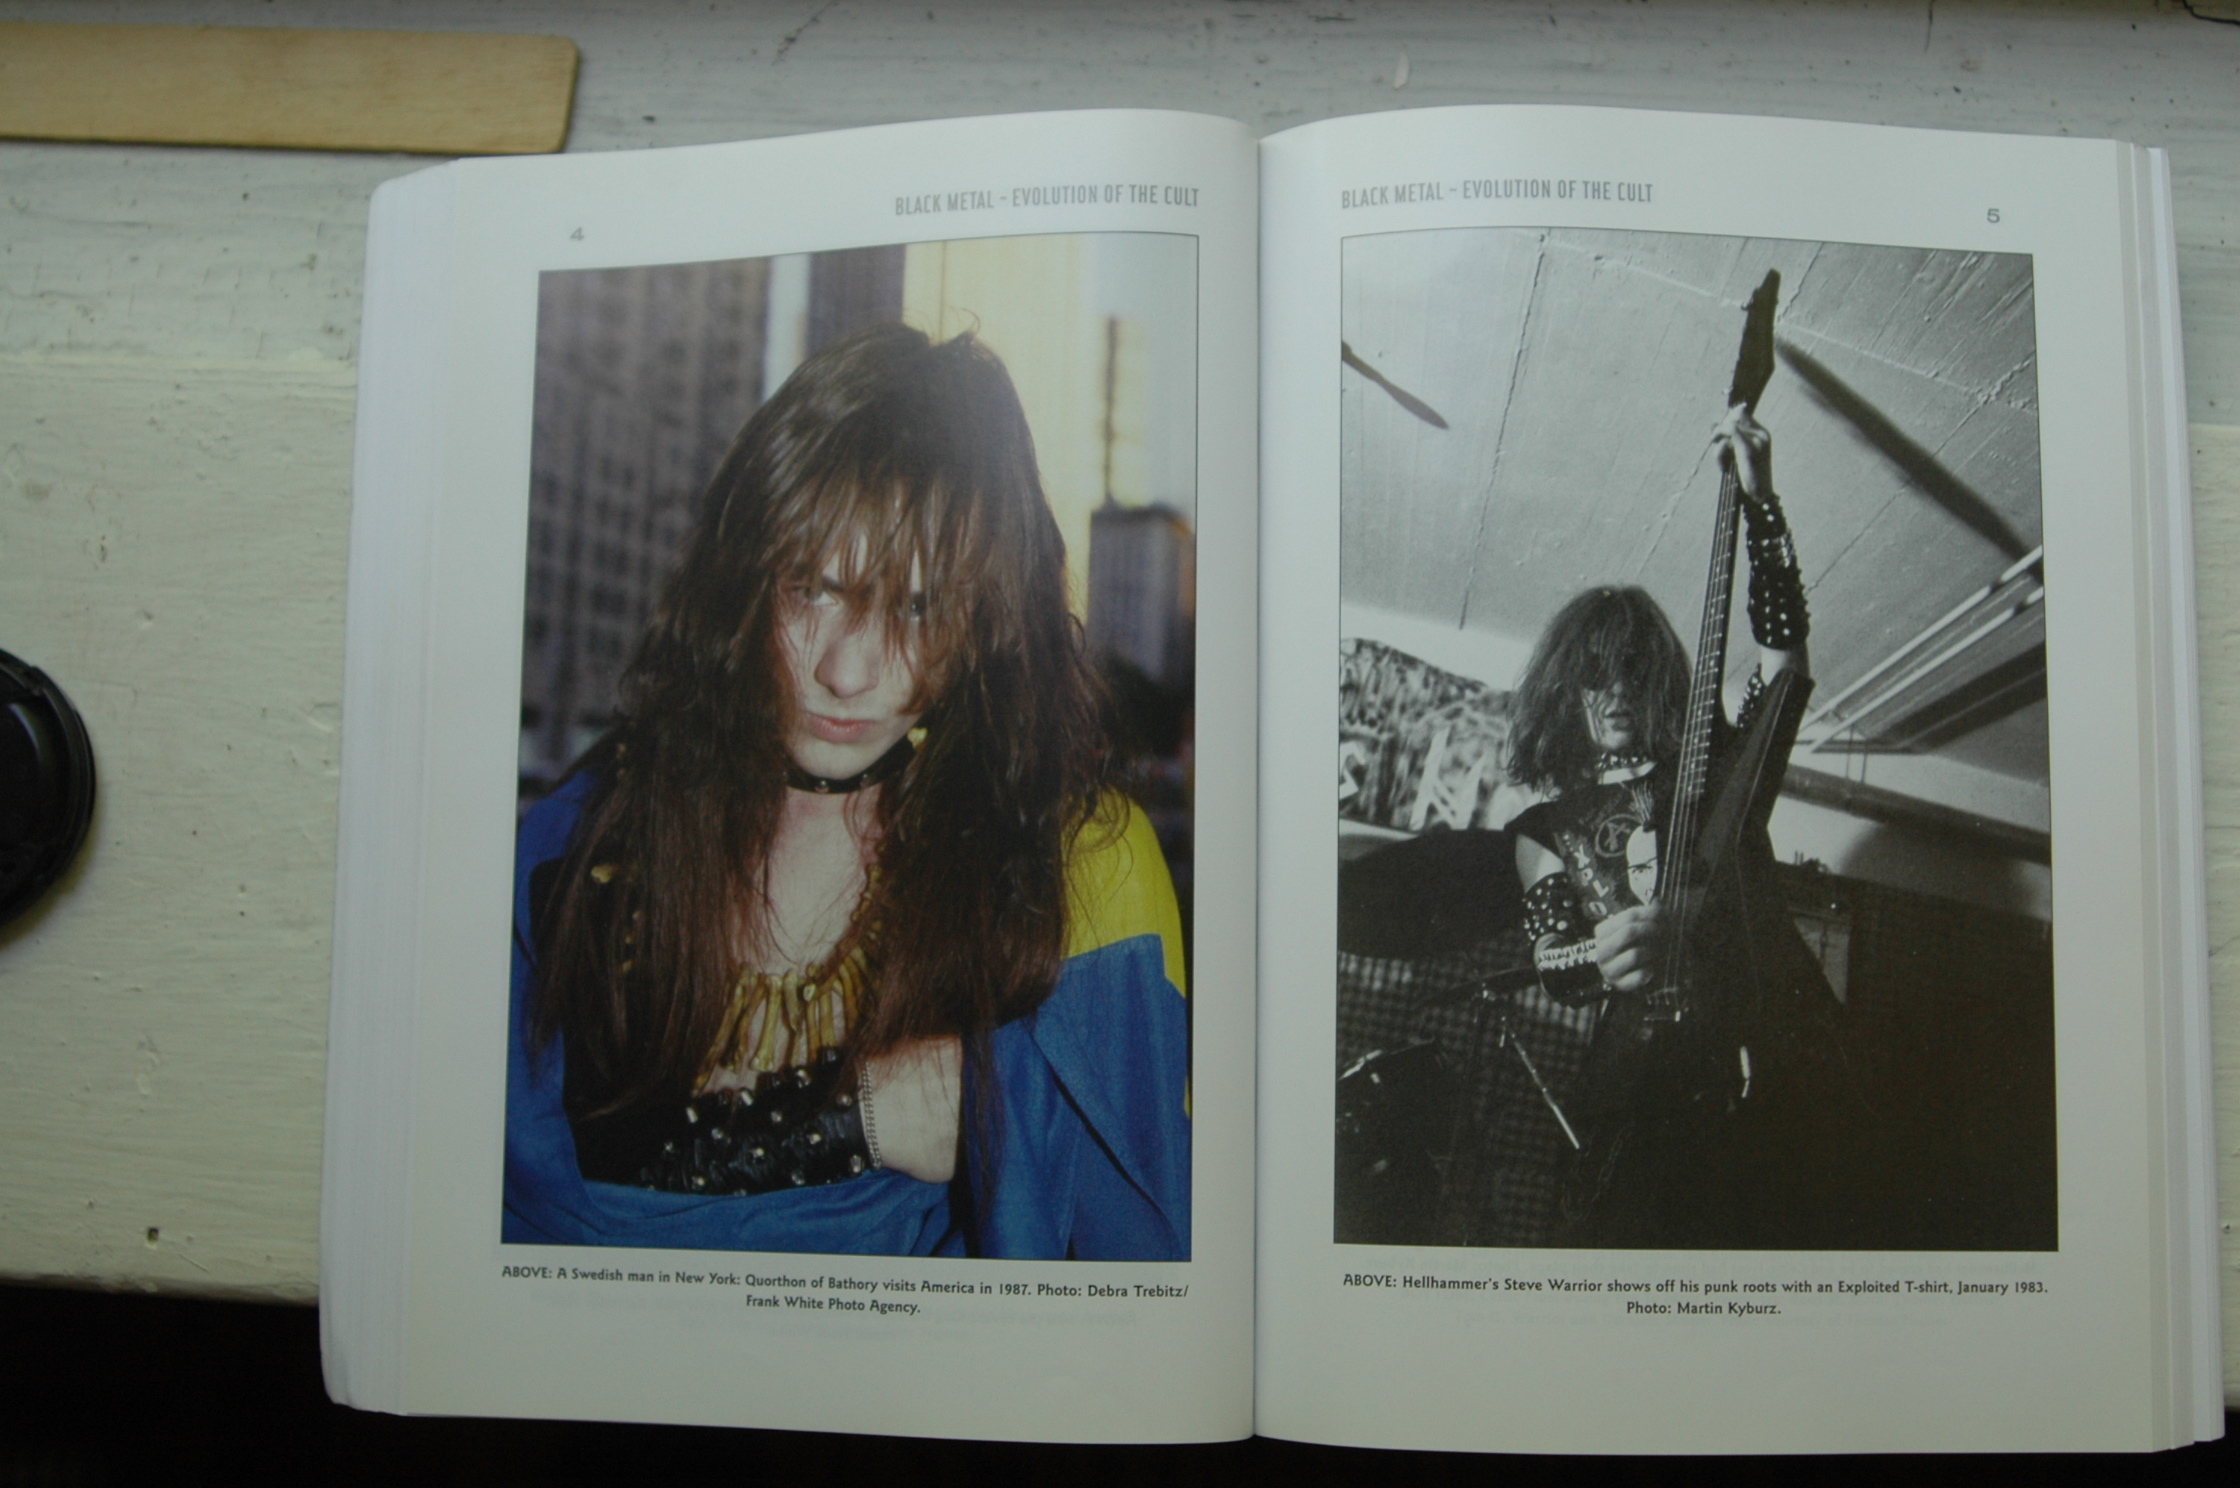 BLACK METAL – EVOLUTION OF THE CULT
4
ABOVE: A Swedish man in New York: Quorthon of Bathory visits America in 1987. Photo: Debra Trebitz/
Frank White Photo Agency.
BLACK METAL – EVOLUTION OF THE CULT
5
ABOVE: Hellhammer's Steve Warrior shows off his punk roots with an Exploited T-shirt, January 1983.
Photo: Martin Kyburz.